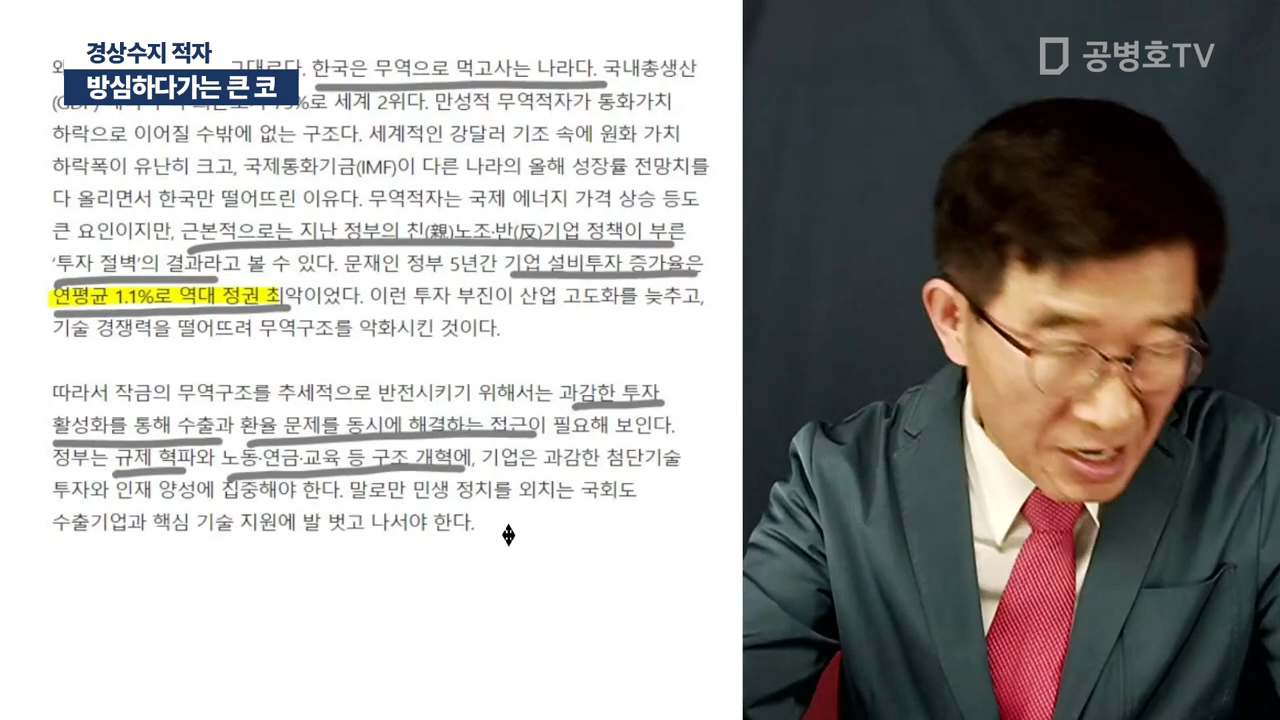 경상수지 적자
방심하다가는 큰 코
공병호TV
그대로다. 한국은 무역으로 먹고사는 나라다. 국내총생산
로 세계 2위다. 만성적 무역적자가 통화가치
하락으로 이어질 수밖에 없는 구조다. 세계적인 강달러 기조 속에 원화 가치
하락폭이 유난히 크고, 국제통화기금(IMF)이 다른 나라의 올해 성장률 전망치를
다 올리면서 한국만 떨어뜨린 이유다. 무역적자는 국제 에너지 가격 상승 등도
큰 요인이지만, 근본적으로는 지난 정부의 친(親)노조·반(反)기업 정책이 부른
‘투자 절벽’의 결과라고 볼 수 있다. 문재인 정부 5년간 기업 설비투자 증가율은
연평균 1.1%로 역대 정권 최악이었다. 이런 투자 부진이 산업 고도화를 늦추고,
기술 경쟁력을 떨어뜨려 무역구조를 악화시킨 것이다.
따라서 작금의 무역구조를 추세적으로 반전시키기 위해서는 과감한 투자
활성화를 통해 수출과 환율 문제를 동시에 해결하는 접근이 필요해 보인다.
정부는 규제 혁파와 노동·연금·교육 등 구조 개혁에, 기업은 과감한 첨단기술
투자와 인재 양성에 집중해야 한다. 말로만 민생 정치를 외치는 국회도
수출기업과 핵심 기술 지원에 발 벗고 나서야 한다.